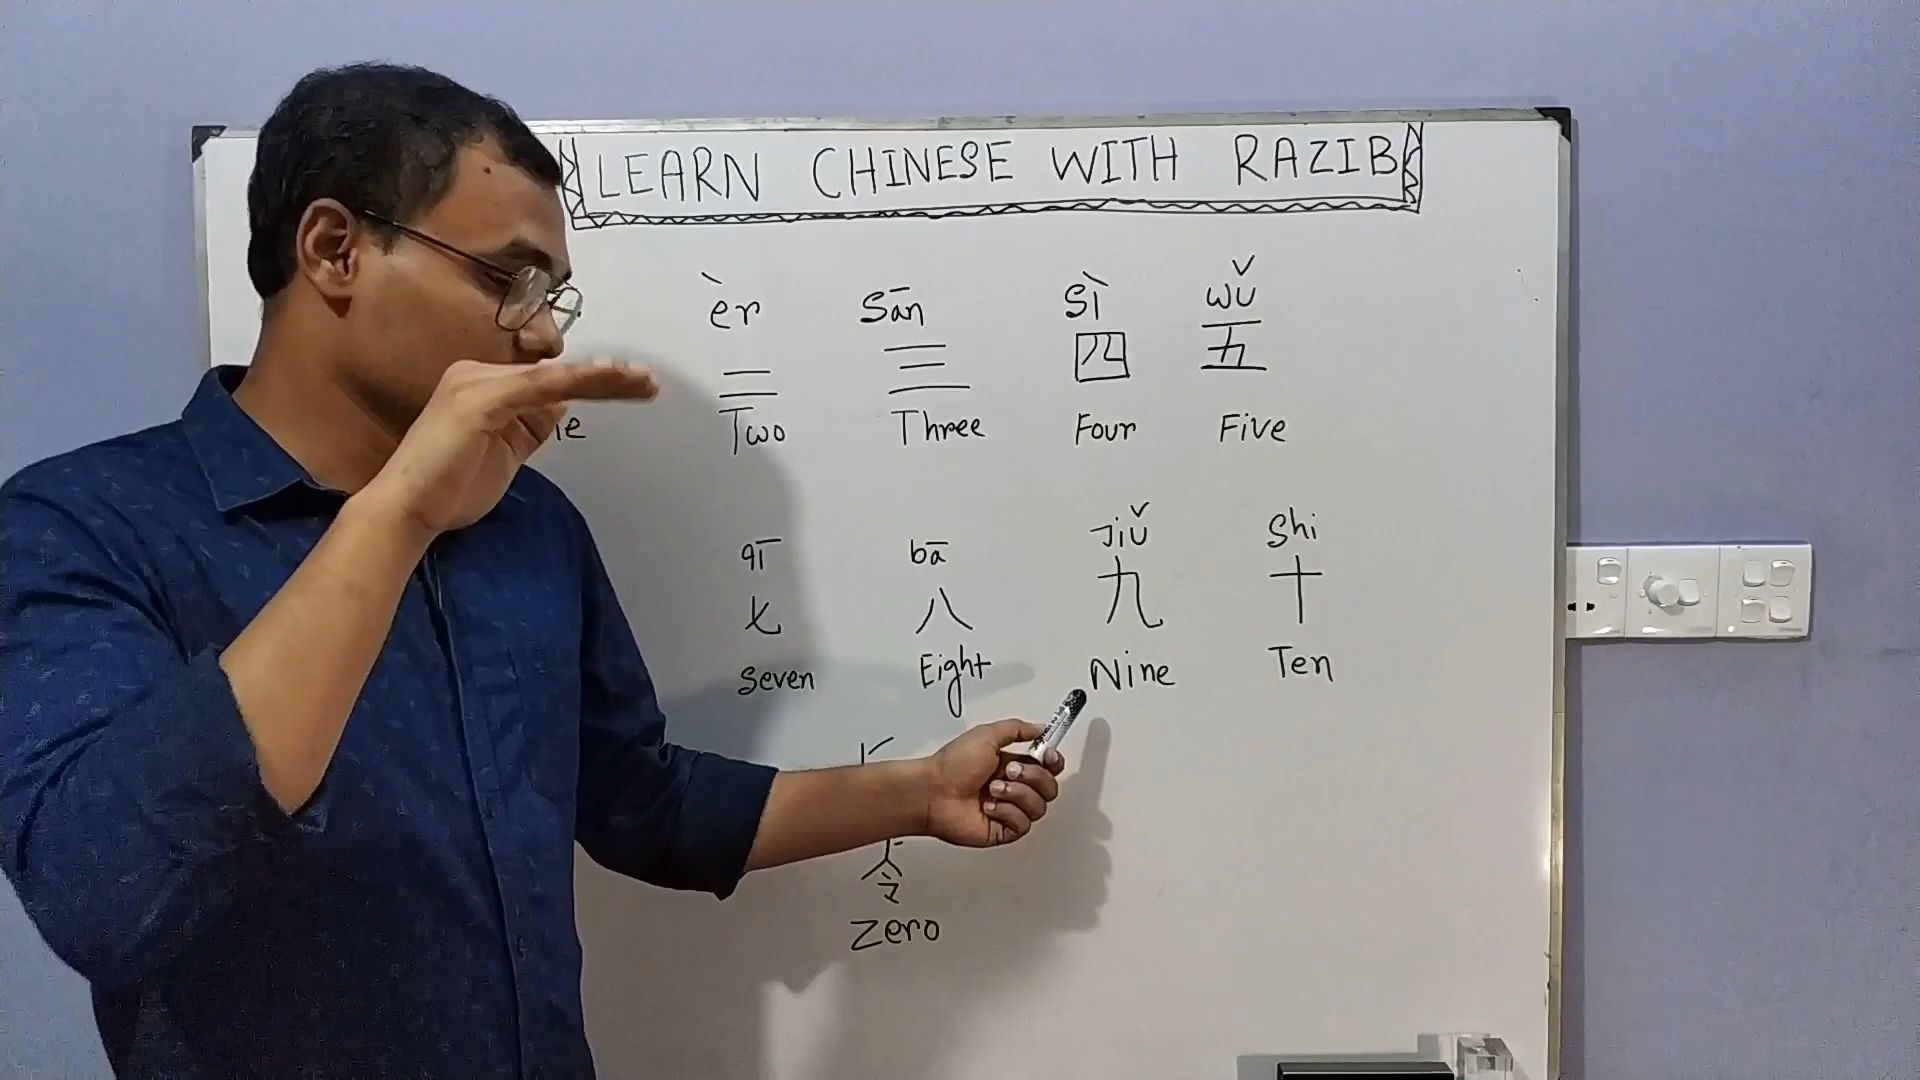 LEARN CHINESE WITH RAZIB
èr sān sì wǔ
二 三 四 五
Two Three Four Five
qī bā Jiǔ Shi
七 八 九 十
Seven Eight Nine Ten
Zero